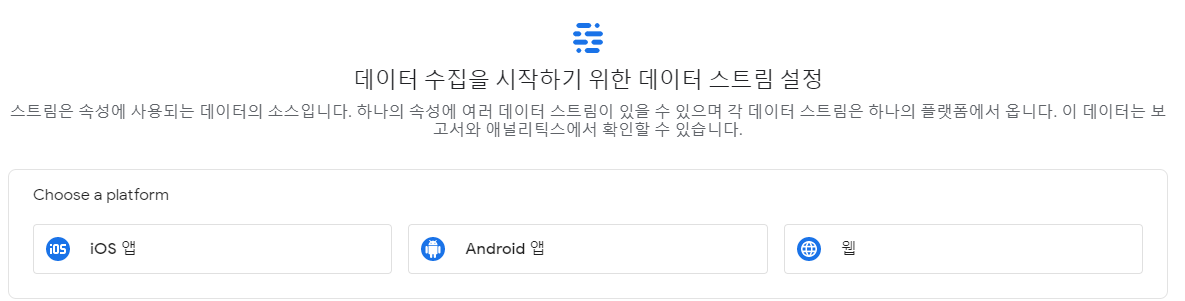 데이터 수집을 시작하기 위한 데이터 스트림 설정
스트림은 속성에 사용되는 데이터의 소스입니다. 하나의 속성에 여러 데이터 스트림이 있을 수 있으며 각 데이터 스트림은 하나의 플랫폼에서 옵니다. 이 데이터는 보
고서와 애널리틱스에서 확인할 수 있습니다.
Choose a platform
iOS iOS 앱
Android 앱
웹